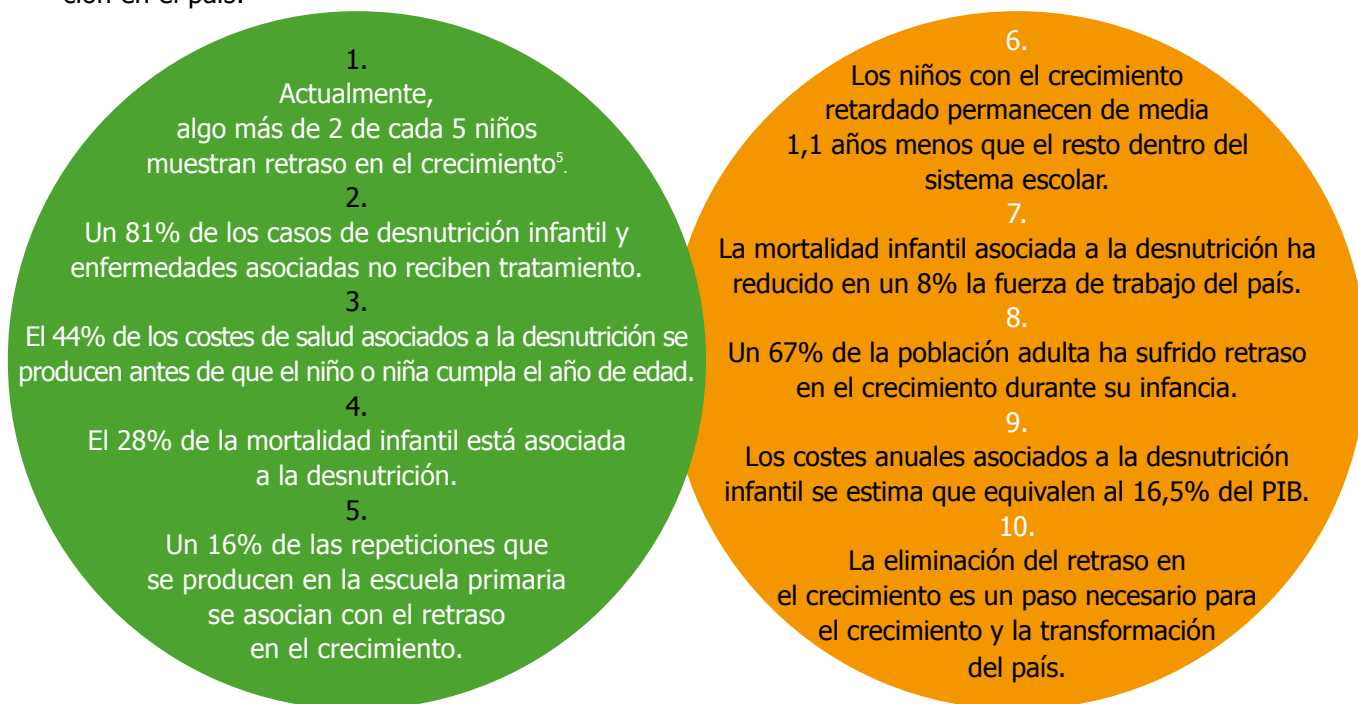 ción en el país.
1.
Actualmente,
algo más de 2 de cada 5 niños
muestran retraso en el crecimiento5.
2.
Un 81% de los casos de desnutrición infantil y
enfermedades asociadas no reciben tratamiento.
3.
El 44% de los costes de salud asociados a la desnutrición se
producen antes de que el niño o niña cumpla el año de edad.
4.
El 28% de la mortalidad infantil está asociada
a la desnutrición.
5.
Un 16% de las repeticiones que
se producen en la escuela primaria
se asocian con el retraso
en el crecimiento.
6.
Los niños con el crecimiento
retardado permanecen de media
1,1 años menos que el resto dentro del
sistema escolar.
7.
La mortalidad infantil asociada a la desnutrición ha
reducido en un 8% la fuerza de trabajo del país.
8.
Un 67% de la población adulta ha sufrido retraso
en el crecimiento durante su infancia.
9.
Los costes anuales asociados a la desnutrición
infantil se estima que equivalen al 16,5% del PIB.
10.
La eliminación del retraso en
el crecimiento es un paso necesario para
el crecimiento y la transformación
del país.